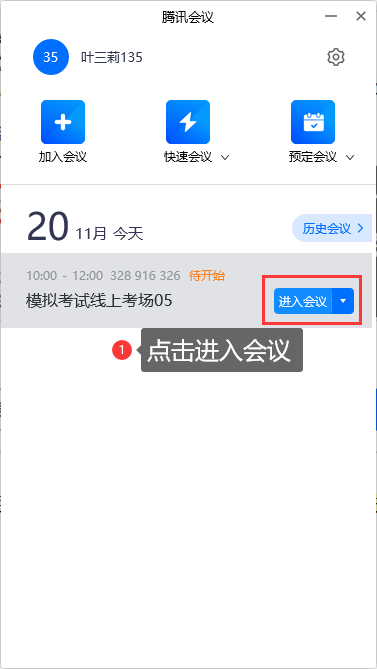 腾讯会议
35 叶三莉135
加入会议 快速会议 预定会议
20 11月 今天 历史会议
10:00 - 12:00 328 916 326 待开始
模拟考试线上考场05 进入会议
1 点击进入会议